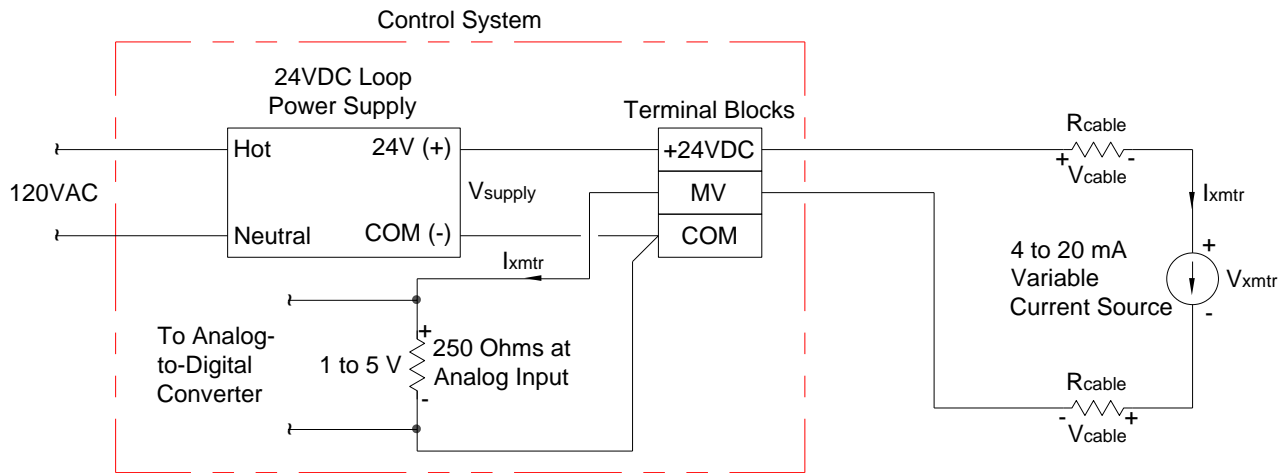 Control System
24VDC Loop
Power Supply
Terminal Blocks
Hot
24V (+)
+24VDC
Rcable
+ -
Vcable
120VAC
Vsupply
MV
Ixmtr
Neutral
COM (-)
COM
Ixmtr
4 to 20 mA
Variable
Current Source
+
Vxmtr
-
To Analog-
to-Digital
Converter
1 to 5 V
+
-
250 Ohms at
Analog Input
Rcable
- +
Vcable